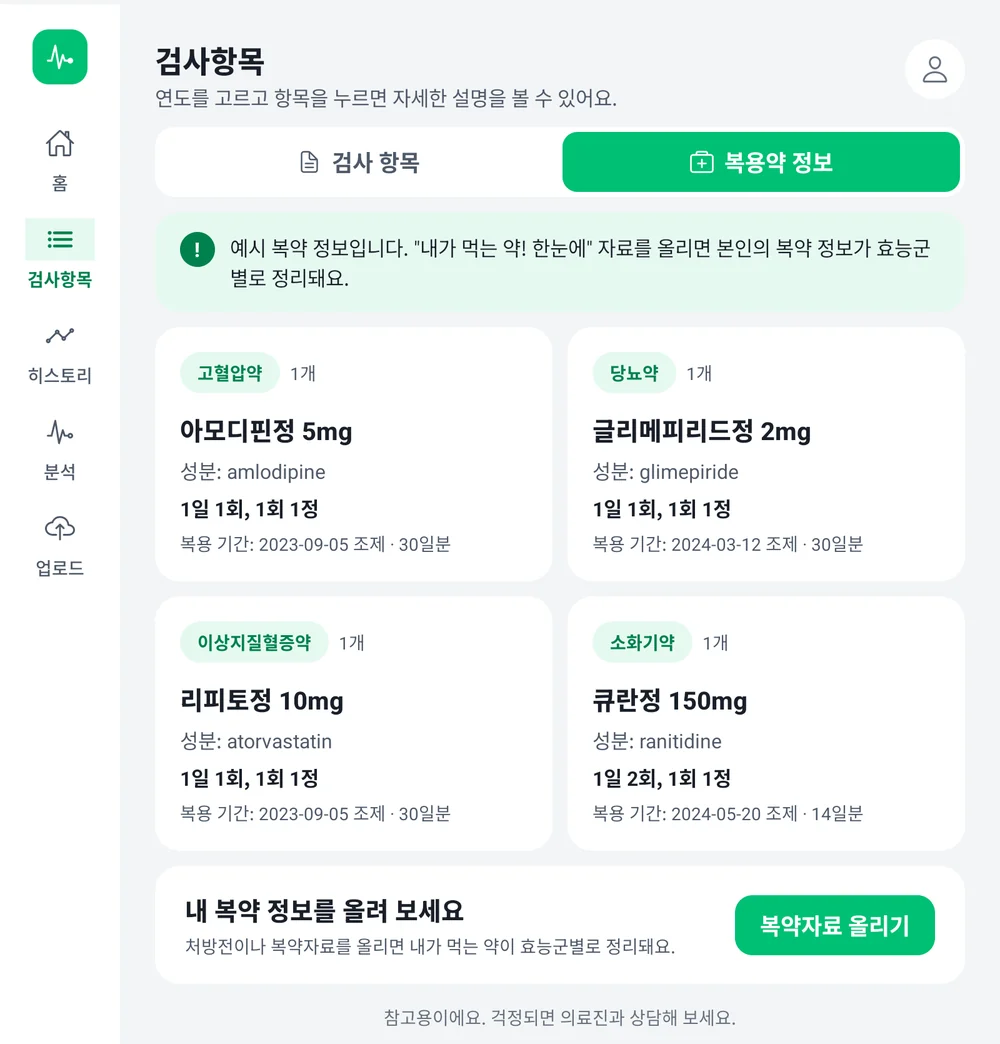 검사항목
연도를 고르고 항목을 누르면 자세한 설명을 볼 수 있어요.
홈
검사항목
히스토리
분석
업로드
검사 항목
복용약 정보
예시 복약 정보입니다. "내가 먹는 약! 한눈에" 자료를 올리면 본인의 복약 정보가 효능군
별로 정리돼요.
고혈압약 1개
아모디핀정 5mg
성분: amlodipine
1일 1회, 1회 1정
복용 기간: 2023-09-05 조제 · 30일분
당뇨약 1개
글리메피리드정 2mg
성분: glimepiride
1일 1회, 1회 1정
복용 기간: 2024-03-12 조제 · 30일분
이상지질혈증약 1개
리피토정 10mg
성분: atorvastatin
1일 1회, 1회 1정
복용 기간: 2023-09-05 조제 · 30일분
소화기약 1개
큐란정 150mg
성분: ranitidine
1일 2회, 1회 1정
복용 기간: 2024-05-20 조제 · 14일분
내 복약 정보를 올려 보세요
처방전이나 복약자료를 올리면 내가 먹는 약이 효능군별로 정리돼요.
복약자료 올리기
참고용이에요. 걱정되면 의료진과 상담해 보세요.